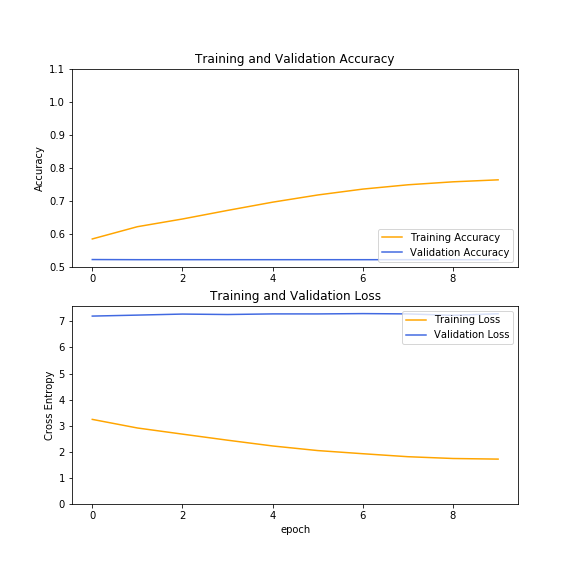 Training and Validation Accuracy
1.1
1.0
0.9
0.8
0.7
0.6
0.5
Accuracy
Training Accuracy
Validation Accuracy
0 2 4 6 8
Training and Validation Loss
7
6
5
4
3
2
1
0
Cross Entropy
Training Loss
Validation Loss
0 2 4 6 8
epoch